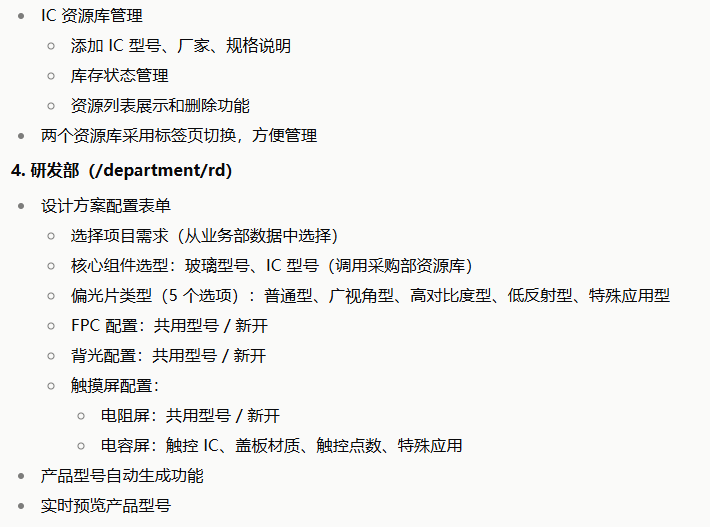 IC 资源库管理
添加 IC 型号、厂家、规格说明
库存状态管理
资源列表展示和删除功能
两个资源库采用标签页切换，方便管理
4. 研发部（/department/rd）
设计方案配置表单
选择项目需求（从业务部数据中选择）
核心组件选型：玻璃型号、IC 型号（调用采购部资源库）
偏光片类型（5 个选项）：普通型、广视角型、高对比度型、低反射型、特殊应用型
FPC 配置：共用型号 / 新开
背光配置：共用型号 / 新开
触摸屏配置：
电阻屏：共用型号 / 新开
电容屏：触控 IC、盖板材质、触控点数、特殊应用
产品型号自动生成功能
实时预览产品型号